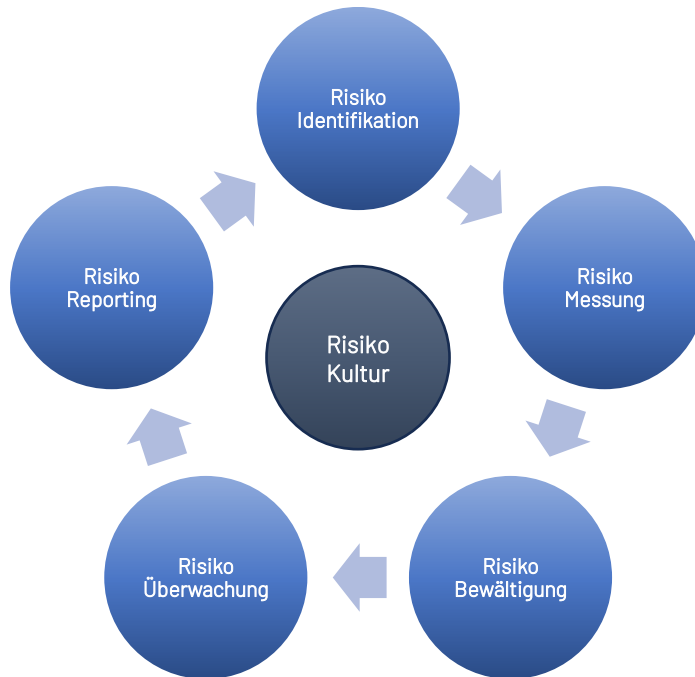 Risiko
Identifikation
Risiko
Messung
Risiko
Bewältigung
Risiko
Überwachung
Risiko
Reporting
Risiko
Kultur